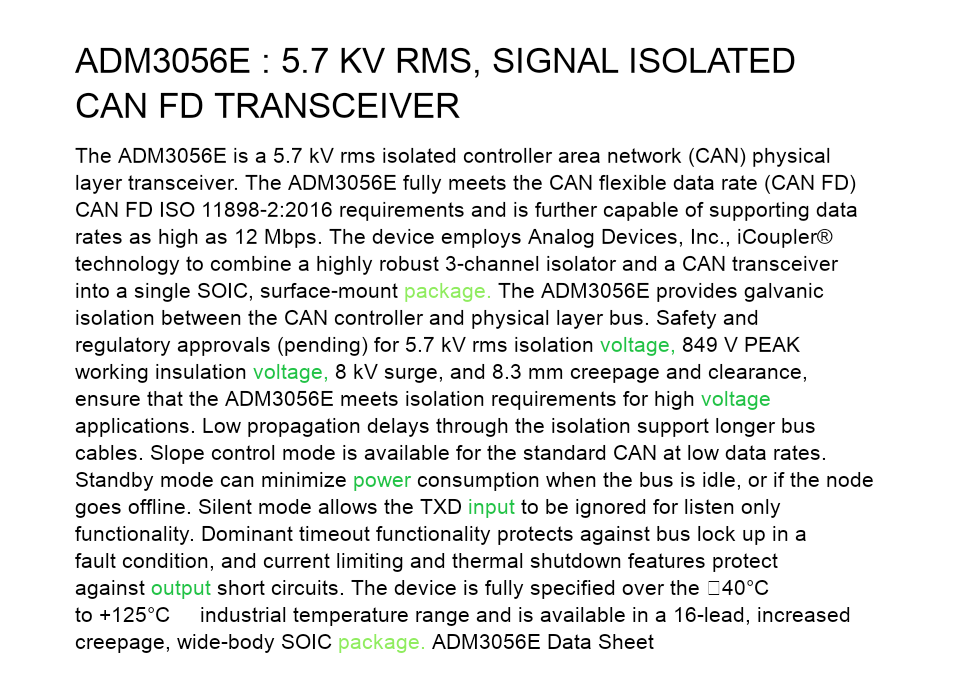 ADM3056E : 5.7 KV RMS, SIGNAL ISOLATED
CAN FD TRANSCEIVER
The ADM3056E is a 5.7 kV rms isolated controller area network (CAN) physical
layer transceiver. The ADM3056E fully meets the CAN flexible data rate (CAN FD)
CAN FD ISO 11898-2:2016 requirements and is further capable of supporting data
rates as high as 12 Mbps. The device employs Analog Devices, Inc., iCoupler®
technology to combine a highly robust 3-channel isolator and a CAN transceiver
into a single SOIC, surface-mount package. The ADM3056E provides galvanic
isolation between the CAN controller and physical layer bus. Safety and
regulatory approvals (pending) for 5.7 kV rms isolation voltage, 849 V PEAK
working insulation voltage, 8 kV surge, and 8.3 mm creepage and clearance,
ensure that the ADM3056E meets isolation requirements for high voltage
applications. Low propagation delays through the isolation support longer bus
cables. Slope control mode is available for the standard CAN at low data rates.
Standby mode can minimize power consumption when the bus is idle, or if the node
goes offline. Silent mode allows the TXD input to be ignored for listen only
functionality. Dominant timeout functionality protects against bus lock up in a
fault condition, and current limiting and thermal shutdown features protect
against output short circuits. The device is fully specified over the □40°C
to +125°C industrial temperature range and is available in a 16-lead, increased
creepage, wide-body SOIC package. ADM3056E Data Sheet